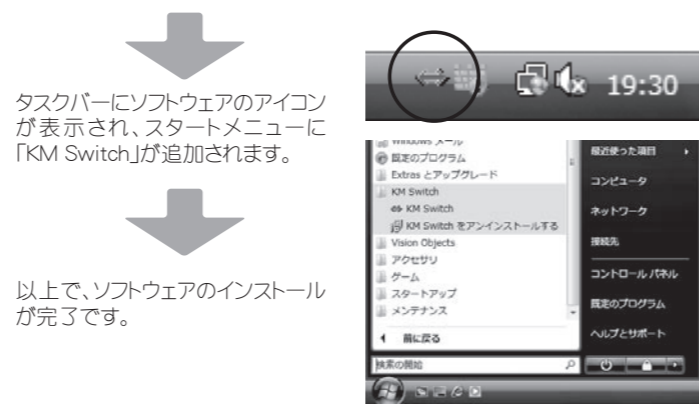 タスクバーにソフトウェアのアイコン
が表示され、スタートメニューに
「KM Switch」が追加されます。
以上で、ソフトウェアのインストール
が完了です。
19:30
Windows メール
既定のプログラム
Extras とアップグレード
KM Switch
KM Switch
KM Switch をアンインストールする
Vision Objects
アクセサリ
ゲーム
スタートアップ
メンテナンス
前に戻る
検索の開始
最近使った項目
コンピュータ
ネットワーク
接続先
コントロール パネル
既定のプログラム
ヘルプとサポート